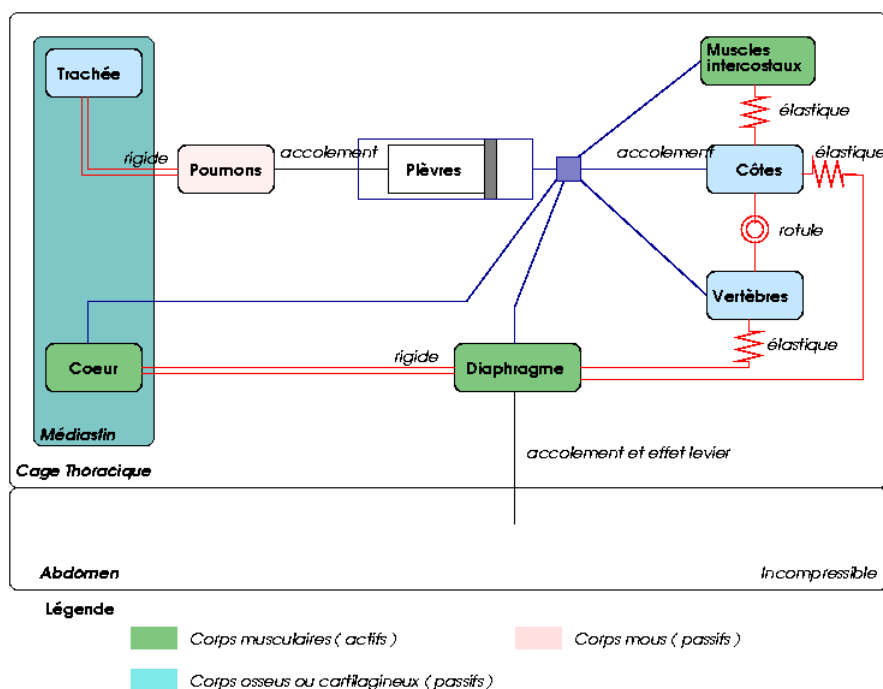 Trachée
Muscles
intercostaux
élastique
rigide
Poumons
accolement
Plèvres
accolement
Côtes
élastique
rotule
Vertèbres
élastique
Coeur
rigide
Diaphragme
Médiastin
Cage Thoracique
accolement et effet levier
Abdomen
Incompressible
Légende
Corps musculaires ( actifs )
Corps mous ( passifs )
Corps osseus ou cartilagineux ( passifs )